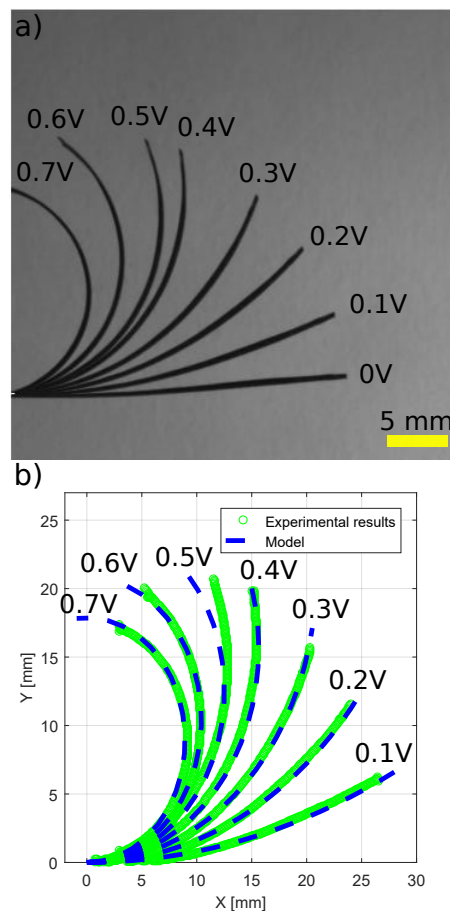 a)
0.6V
0.5V
0.4V
0.7V
0.3V
0.2V
0.1V
0V
5 mm
b)
Experimental results
Model
0.6V
0.5V
0.4V
0.7V
0.3V
0.2V
0.1V
25
20
15
10
5
0
Y [mm]
0 5 10 15 20 25 30
X [mm]